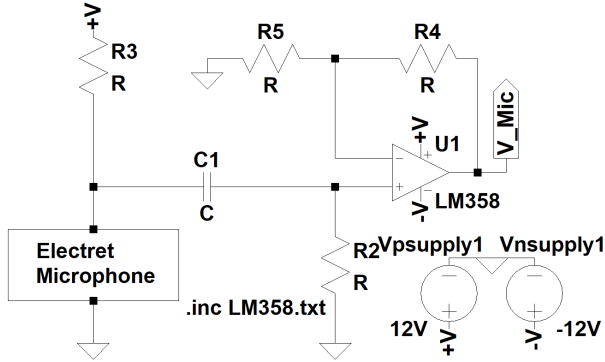 +V
R3
R
R5
R
R4
R
V_Mic
+V
U1
-V
LM358
C1
C
Electret
Microphone
R2
R
.inc LM358.txt
Vpsupply1
Vnsupply1
12V
-12V
+V
-V